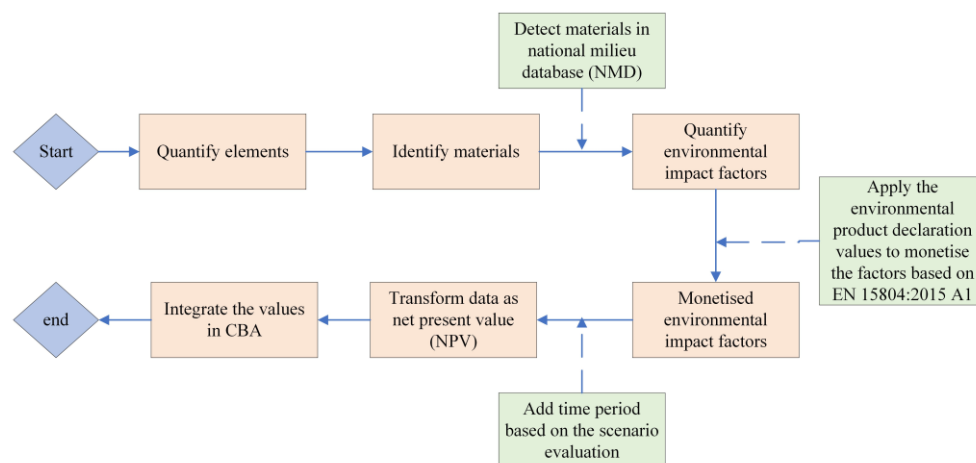 Detect materials in
national milieu
database (NMD)
Start
Quantify elements
Identify materials
Quantify
environmental
impact factors
Apply the
environmental
product declaration
values to monetise
the factors based on
EN 15804:2015 A1
Monetised
environmental
impact factors
Transform data as
net present value
(NPV)
Integrate the values
in CBA
end
Add time period
based on the scenario
evaluation